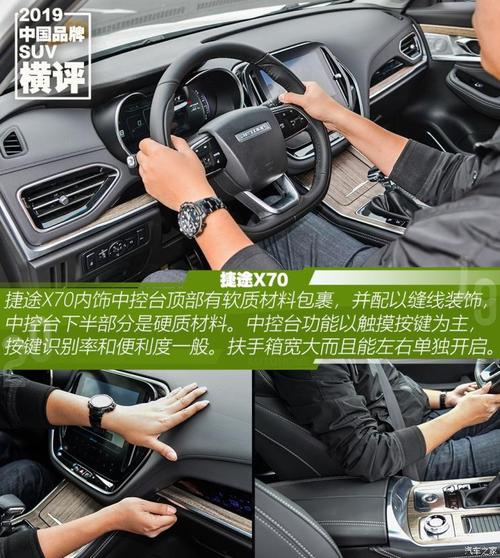 2019
中国品牌
SUV
横评
捷途X70
捷途X70内饰中控台顶部有软质材料包裹，并配以缝线装饰，
中控台下半部分是硬质材料。中控台功能以触摸按键为主，
按键识别率和便利度一般。扶手箱宽大而且能左右单独开启。
汽车之家